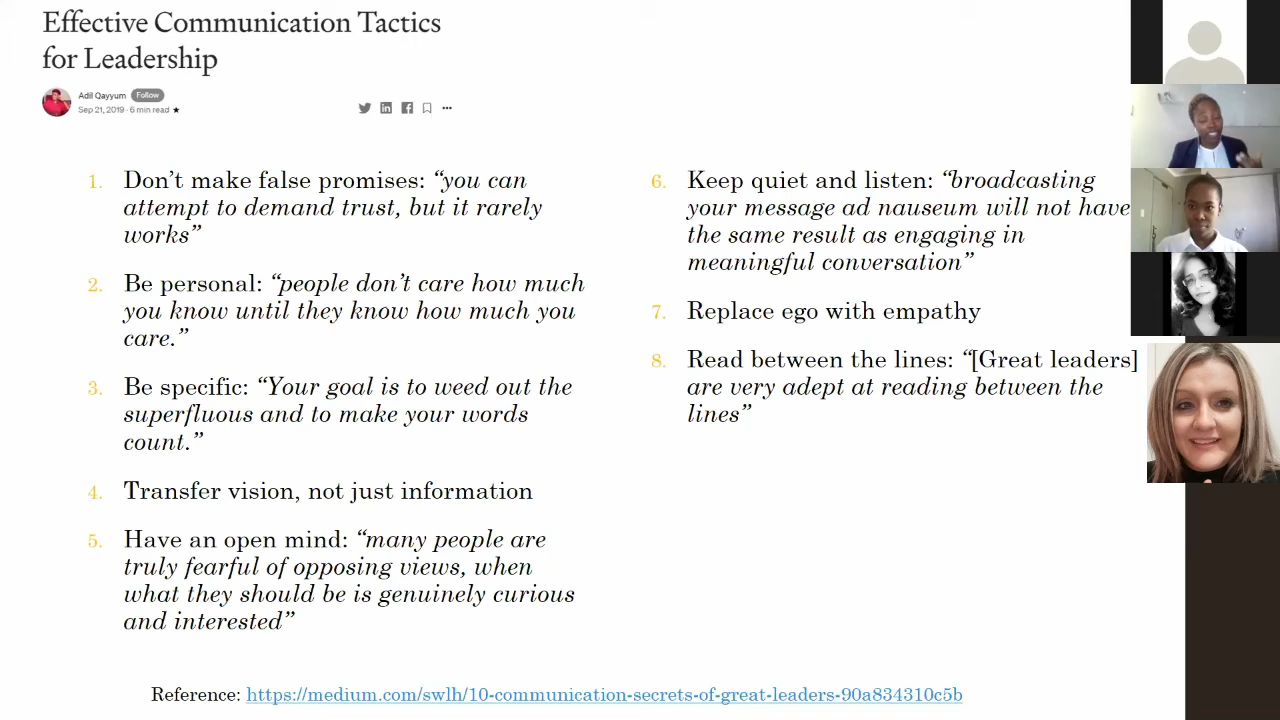 Effective Communication Tactics
for Leadership
Adil Qayyum Follow
Sep 21, 2019 · 6 min read ★
1. Don’t make false promises: “you can
attempt to demand trust, but it rarely
works”
2. Be personal: “people don’t care how much
you know until they know how much you
care.”
3. Be specific: “Your goal is to weed out the
superfluous and to make your words
count.”
4. Transfer vision, not just information
5. Have an open mind: “many people are
truly fearful of opposing views, when
what they should be is genuinely curious
and interested”
6. Keep quiet and listen: “broadcasting
your message ad nauseum will not have
the same result as engaging in
meaningful conversation”
7. Replace ego with empathy
8. Read between the lines: “[Great leaders]
are very adept at reading between the
lines”
Reference: https://medium.com/swlh/10-communication-secrets-of-great-leaders-90a834310c5b